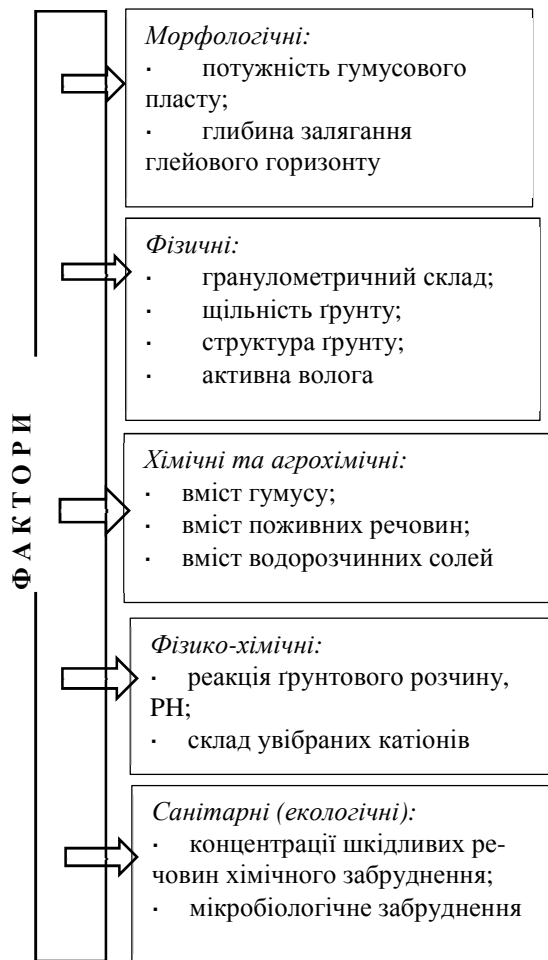 ФАКТОРИ
Морфологічні:
· потужність гумусового
пласту;
· глибина залягання
глейового горизонту
Фізичні:
· гранулометричний склад;
· щільність ґрунту;
· структура ґрунту;
· активна волога
Хімічні та агрохімічні:
· вміст гумусу;
· вміст поживних речовин;
· вміст водорозчинних солей
Фізико-хімічні:
· реакція ґрунтового розчину,
РН;
· склад увібраних катіонів
Санітарні (екологічні):
· концентрації шкідливих ре-
човин хімічного забруднення;
· мікробіологічне забруднення